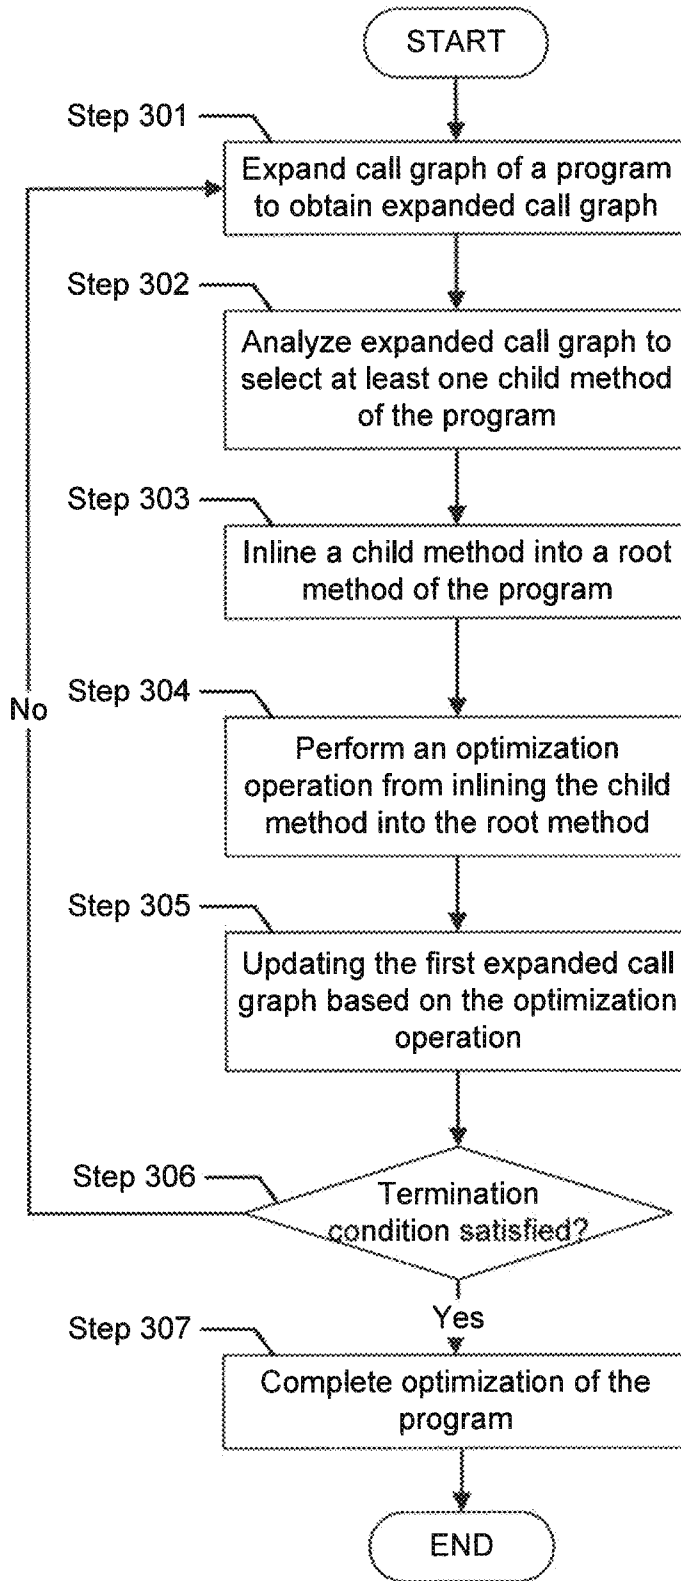 START
Step 301
Expand call graph of a program
to obtain expanded call graph
Step 302
Analyze expanded call graph to
select at least one child method
of the program
Step 303
Inline a child method into a root
method of the program
Step 304
No
Perform an optimization
operation from inlining the child
method into the root method
Step 305
Updating the first expanded call
graph based on the optimization
operation
Step 306
Termination
condition satisfied?
Yes
Step 307
Complete optimization of the
program
END